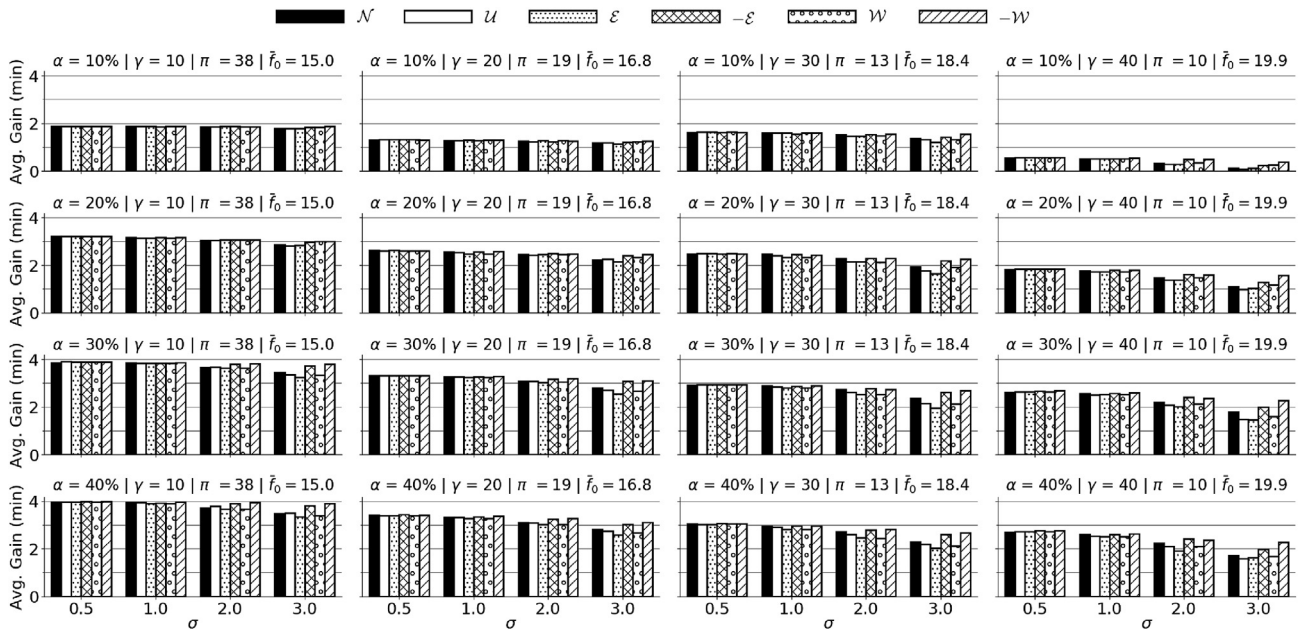 𝒩 𝒰 ℰ −ℰ 𝒲 −𝒲
α = 10% | γ = 10 | π = 38 | f̄₀ = 15.0 α = 10% | γ = 20 | π = 19 | f̄₀ = 16.8 α = 10% | γ = 30 | π = 13 | f̄₀ = 18.4 α = 10% | γ = 40 | π = 10 | f̄₀ = 19.9
Avg. Gain (min)
4
2
0
α = 20% | γ = 10 | π = 38 | f̄₀ = 15.0 α = 20% | γ = 20 | π = 19 | f̄₀ = 16.8 α = 20% | γ = 30 | π = 13 | f̄₀ = 18.4 α = 20% | γ = 40 | π = 10 | f̄₀ = 19.9
Avg. Gain (min)
4
2
0
α = 30% | γ = 10 | π = 38 | f̄₀ = 15.0 α = 30% | γ = 20 | π = 19 | f̄₀ = 16.8 α = 30% | γ = 30 | π = 13 | f̄₀ = 18.4 α = 30% | γ = 40 | π = 10 | f̄₀ = 19.9
Avg. Gain (min)
4
2
0
α = 40% | γ = 10 | π = 38 | f̄₀ = 15.0 α = 40% | γ = 20 | π = 19 | f̄₀ = 16.8 α = 40% | γ = 30 | π = 13 | f̄₀ = 18.4 α = 40% | γ = 40 | π = 10 | f̄₀ = 19.9
Avg. Gain (min)
4
2
0
0.5 1.0 2.0 3.0 0.5 1.0 2.0 3.0 0.5 1.0 2.0 3.0 0.5 1.0 2.0 3.0
σ σ σ σ